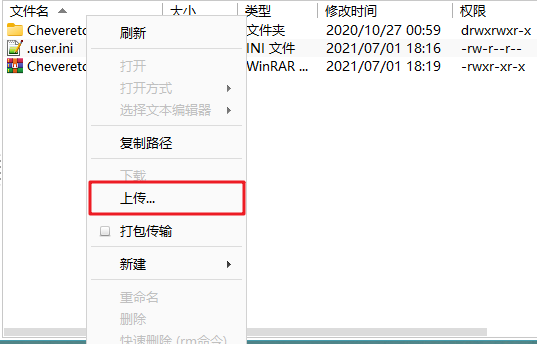 文件名 大小 类型 修改时间 权限
Chevereto 文件夹 2020/10/27 00:59 drwxrwxr-x
.user.ini INI 文件 2021/07/01 18:16 -rw-r--r--
Chevereto WinRAR ... 2021/07/01 18:19 -rwxr-xr-x
刷新
打开
打开方式
选择文本编辑器
复制路径
下载
上传...
打包传输
新建
重命名
删除
快速删除 (rm命令)